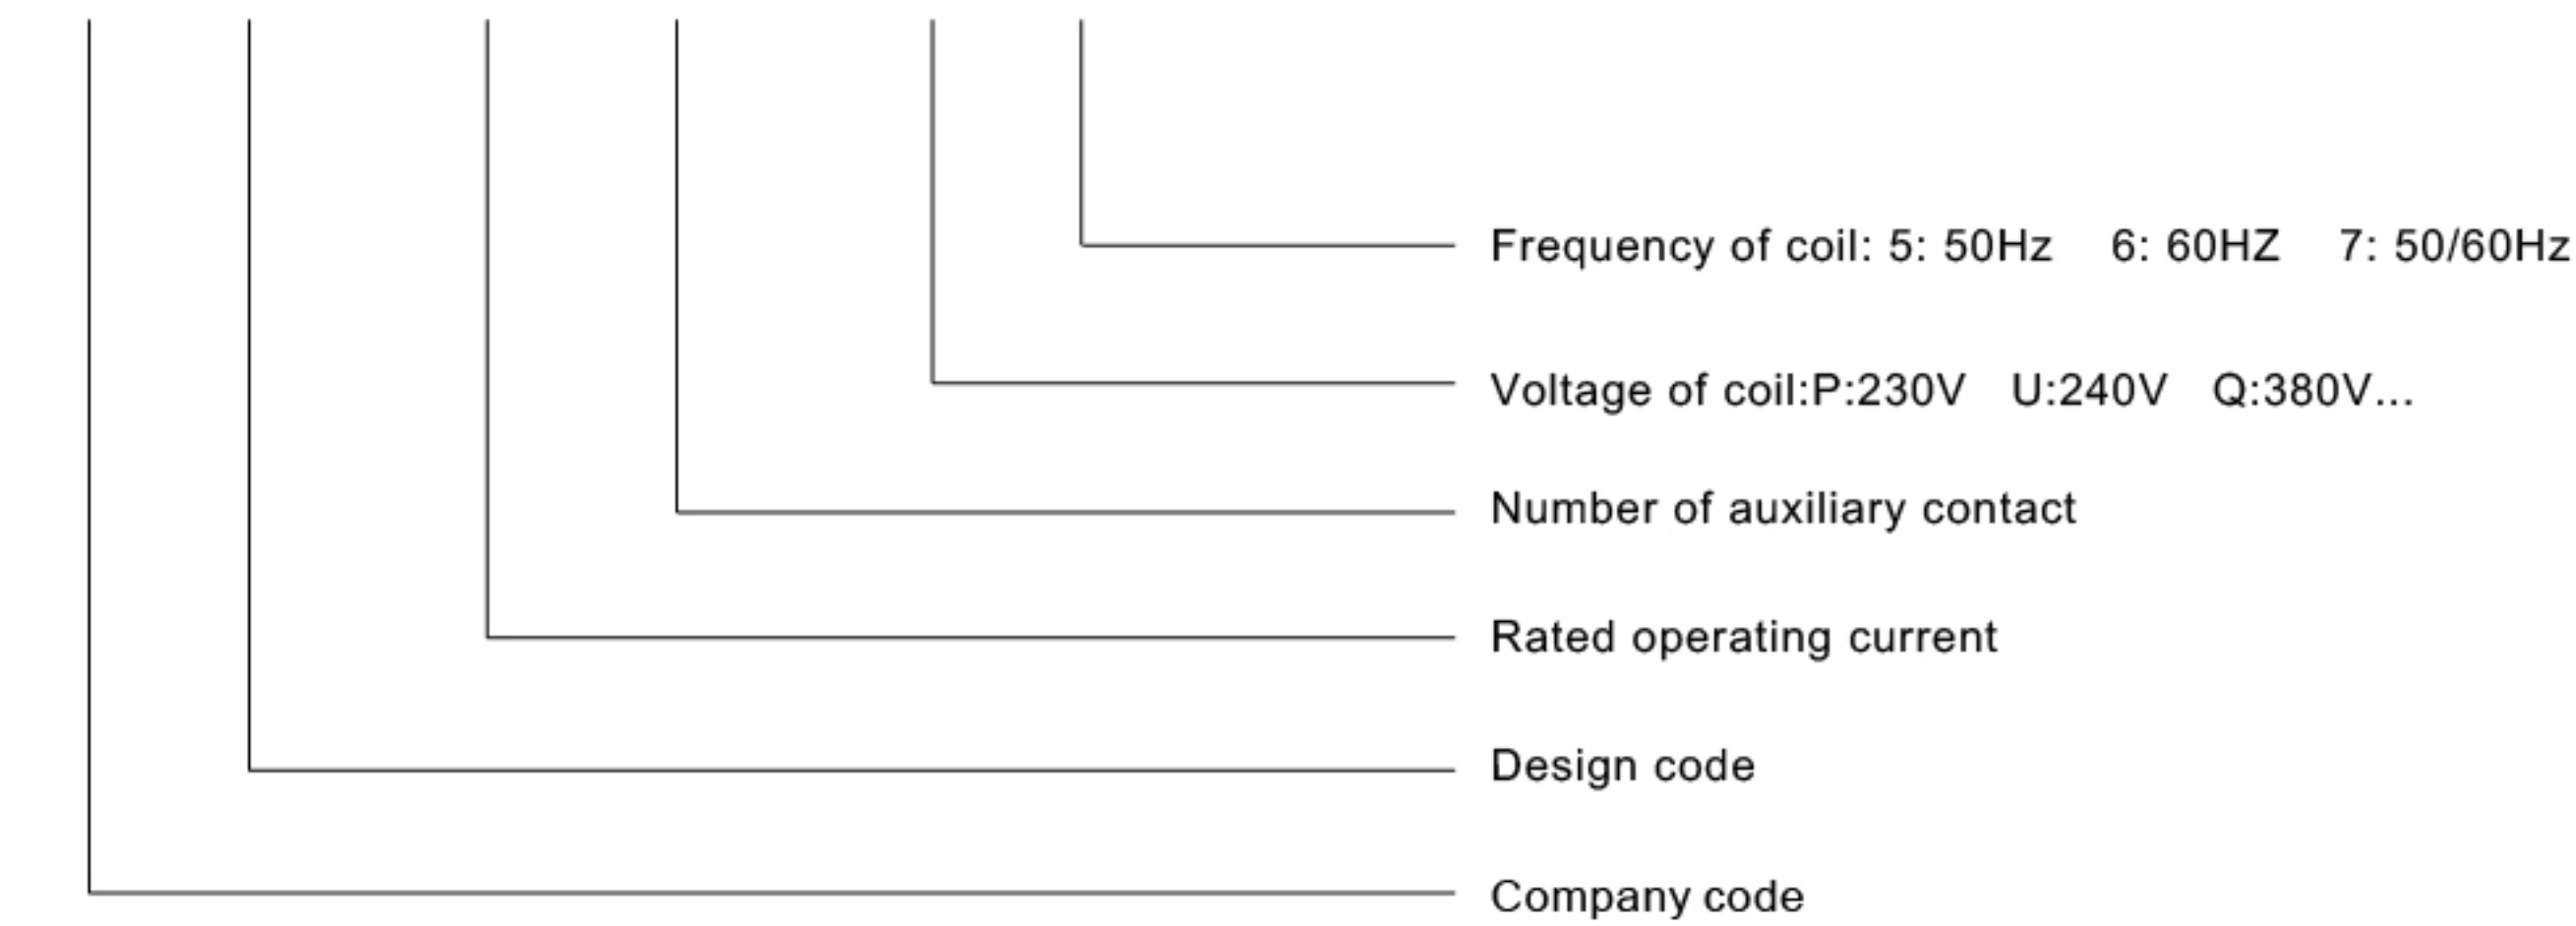 Frequency of coil: 5: 50Hz 6: 60HZ 7: 50/60Hz
Voltage of coil:P:230V U:240V Q:380V...
Number of auxiliary contact
Rated operating current
Design code
Company code